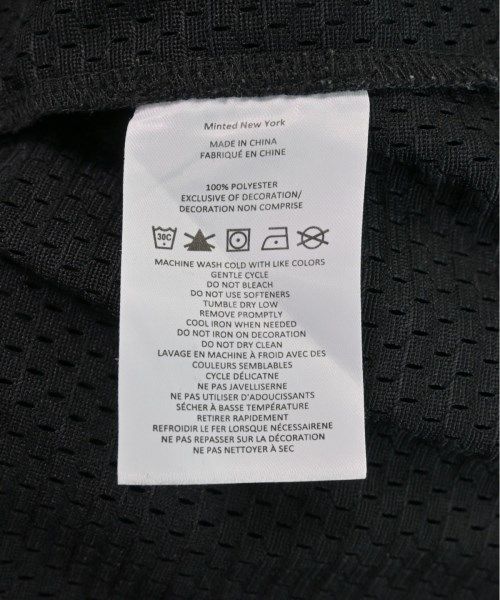 Minted New York
MADE IN CHINA
FABRIQUÉ EN CHINE
100% POLYESTER
EXCLUSIVE OF DECORATION/
DECORATION NON COMPRISE
30C
MACHINE WASH COLD WITH LIKE COLORS
GENTLE CYCLE
DO NOT BLEACH
DO NOT USE SOFTENERS
TUMBLE DRY LOW
REMOVE PROMPTLY
COOL IRON WHEN NEEDED
DO NOT IRON ON DECORATION
DO NOT DRY CLEAN
LAVAGE EN MACHINE À FROID AVEC DES
COULEURS SEMBLABLES
CYCLE DÉLICATNE
NE PAS JAVELLISERNE
NE PAS UTILISER D'ADOUCISSANTS
SÉCHER À BASSE TEMPÉRATURE
RETIRER RAPIDEMENT
REFROIDIR LE FER LORSQUE NÉCESSAIRENE
NE PAS REPASSER SUR LA DÉCORATION
NE PAS NETTOYER À SEC